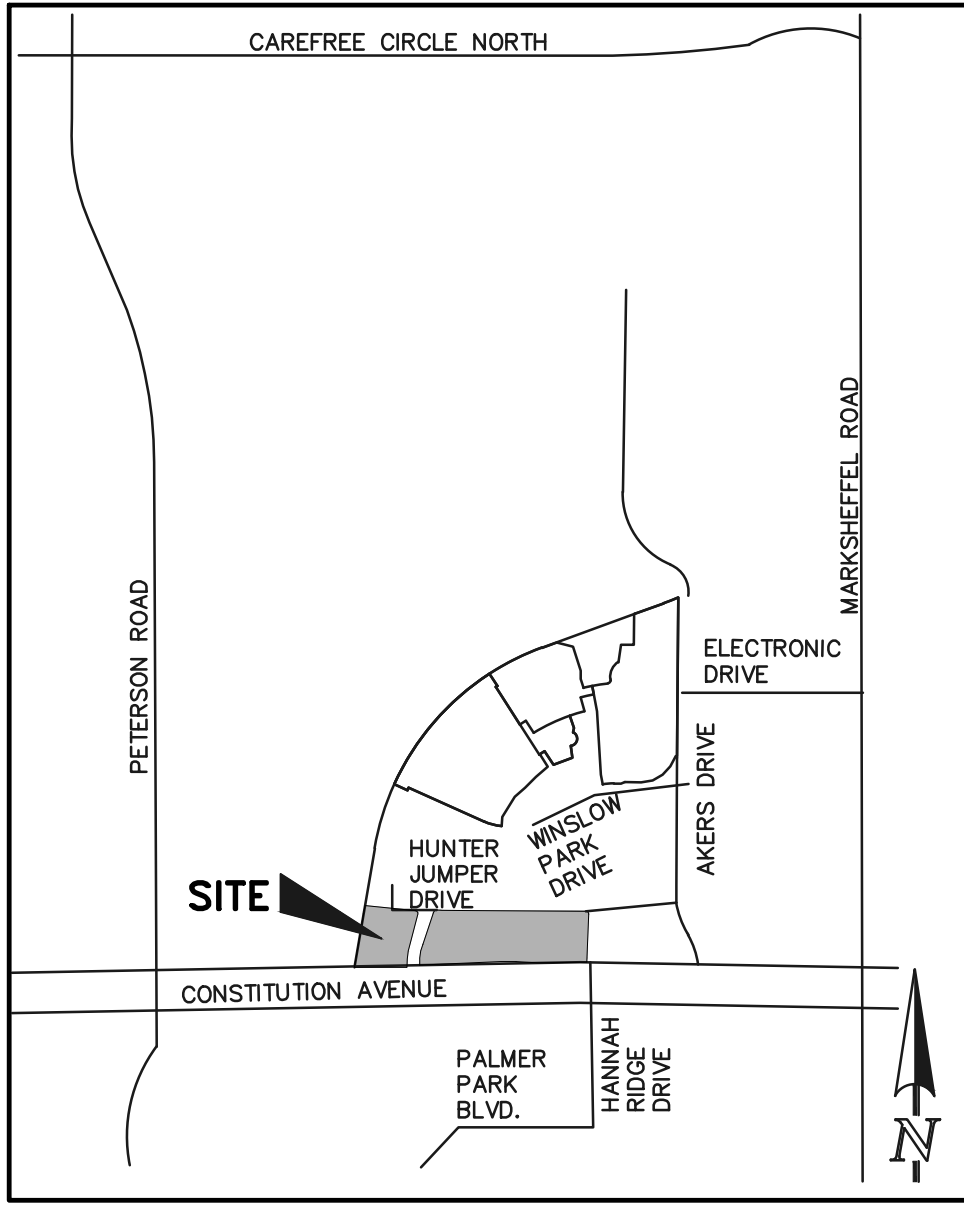 CAREFREE CIRCLE NORTH
MARKSHEFFEL ROAD
PETERSON ROAD
ELECTRONIC
DRIVE
AKERS DRIVE
WINSLOW
PARK
DRIVE
HUNTER
JUMPER
DRIVE
SITE
CONSTITUTION AVENUE
HANNAH
RIDGE
DRIVE
PALMER
PARK
BLVD.
N